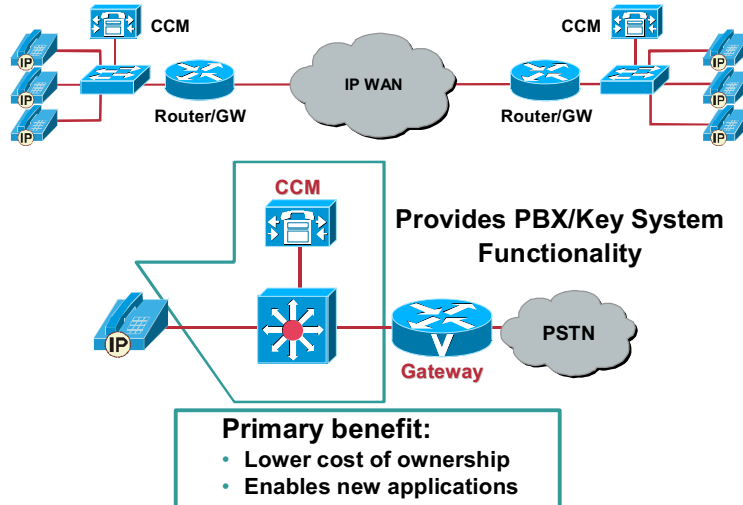 CCM
CCM
IP
IP
IP
IP WAN
IP
IP
IP
Router/GW
Router/GW
CCM
Provides PBX/Key System
Functionality
IP
V
PSTN
Gateway
Primary benefit:
• Lower cost of ownership
• Enables new applications